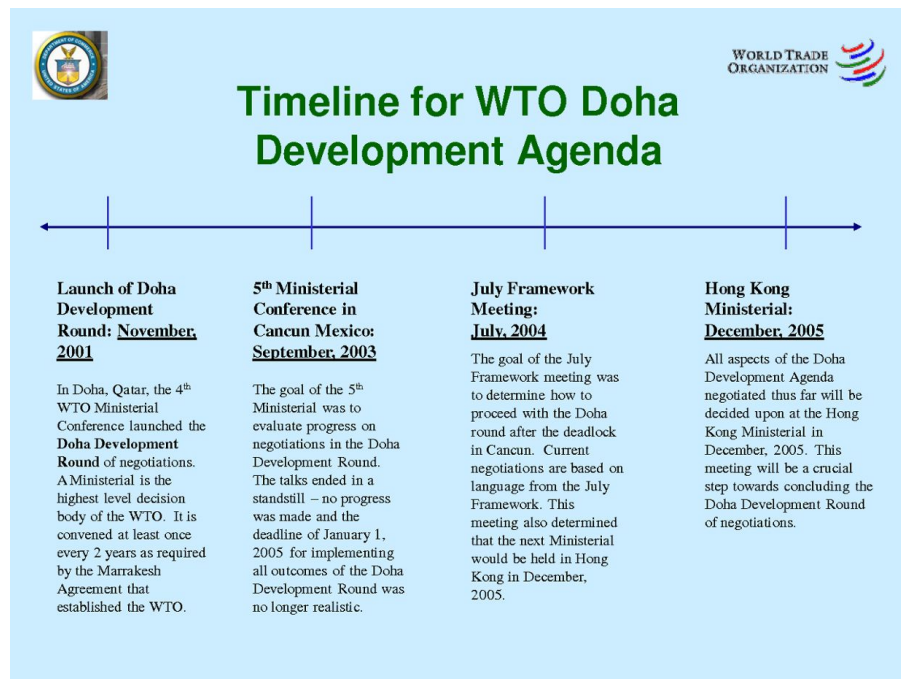 WORLD TRADE
ORGANIZATION
Timeline for WTO Doha
Development Agenda
Launch of Doha
Development
Round: November,
2001
In Doha, Qatar, the 4th
WTO Ministerial
Conference launched the
Doha Development
Round of negotiations.
A Ministerial is the
highest level decision
body of the WTO. It is
convened at least once
every 2 years as required
by the Marrakesh
Agreement that
established the WTO.
5th Ministerial
Conference in
Cancun Mexico:
September, 2003
The goal of the 5th
Ministerial was to
evaluate progress on
negotiations in the Doha
Development Round.
The talks ended in a
standstill – no progress
was made and the
deadline of January 1,
2005 for implementing
all outcomes of the Doha
Development Round was
no longer realistic.
July Framework
Meeting:
July, 2004
The goal of the July
Framework meeting was
to determine how to
proceed with the Doha
round after the deadlock
in Cancun. Current
negotiations are based on
language from the July
Framework. This
meeting also determined
that the next Ministerial
would be held in Hong
Kong in December,
2005.
Hong Kong
Ministerial:
December, 2005
All aspects of the Doha
Development Agenda
negotiated thus far will be
decided upon at the Hong
Kong Ministerial in
December, 2005. This
meeting will be a crucial
step towards concluding the
Doha Development Round
of negotiations.